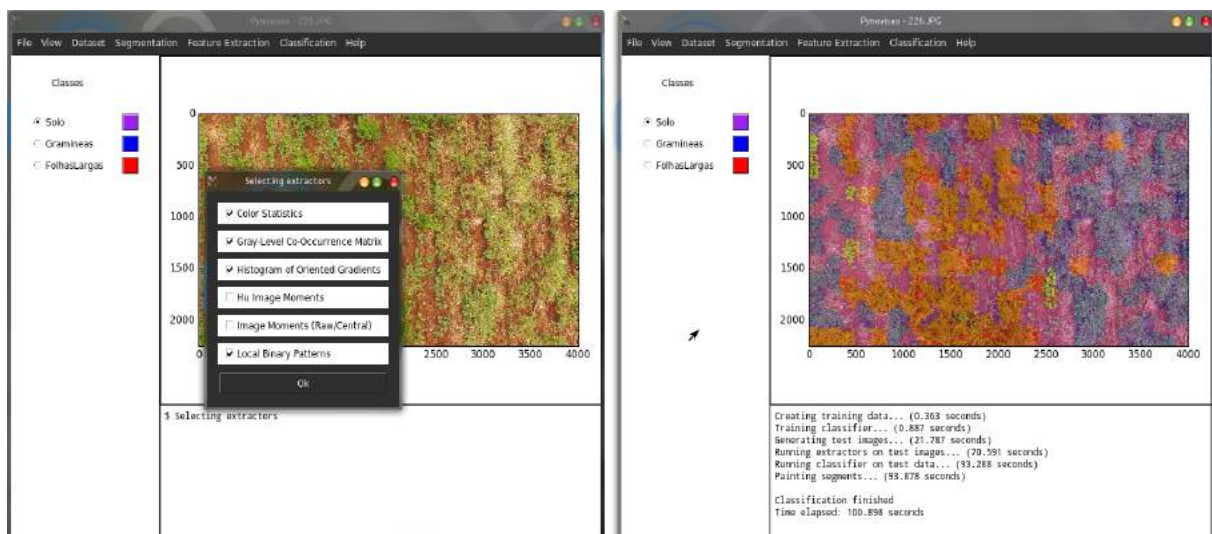 Pynovisao - 226.JPG
File View Dataset Segmentation Feature Extraction Classification Help
Classes
Solo
Gramineas
FolhasLargas
0
500
1000
1500
2000
0
2500 3000 3500 4000
Selecting extractors
Color Statistics
Gray-Level Co-Occurrence Matrix
Histogram of Oriented Gradients
Hu Image Moments
Image Moments (Raw/Central)
Local Binary Patterns
Ok
$ Selecting extractors
Pynovisao - 226.JPG
File View Dataset Segmentation Feature Extraction Classification Help
Classes
Solo
Gramineas
FolhasLargas
0
500
1000
1500
2000
0 500 1000 1500 2000 2500 3000 3500 4000
Creating training data... (0.363 seconds)
Training classifier... (0.887 seconds)
Generating test images... (21.787 seconds)
Running extractors on test images... (70.591 seconds)
Running classifier on test data... (93.288 seconds)
Painting segments... (93.878 seconds)
Classification finished
Time elapsed: 100.898 seconds